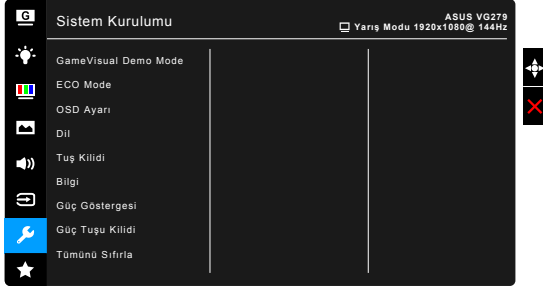 G
Sistem Kurulumu
ASUS VG279
Yarış Modu 1920x1080@ 144Hz
GameVisual Demo Mode
ECO Mode
OSD Ayarı
Dil
Tuş Kilidi
Bilgi
Güç Göstergesi
Güç Tuşu Kilidi
Tümünü Sıfırla